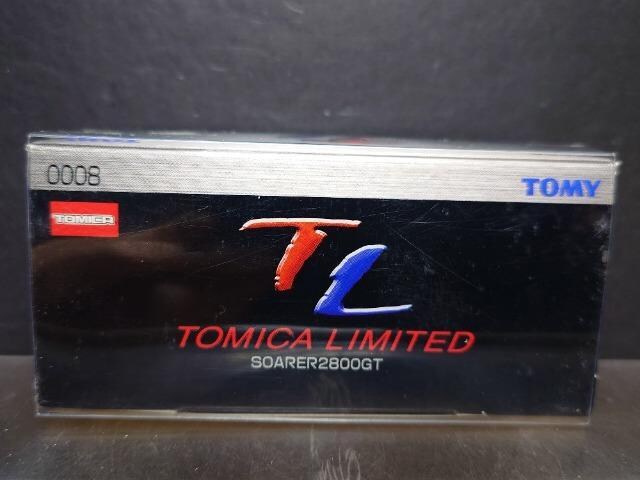 0008
TOMY
TOMICA
TL
TOMICA LIMITED
SOARER2800GT